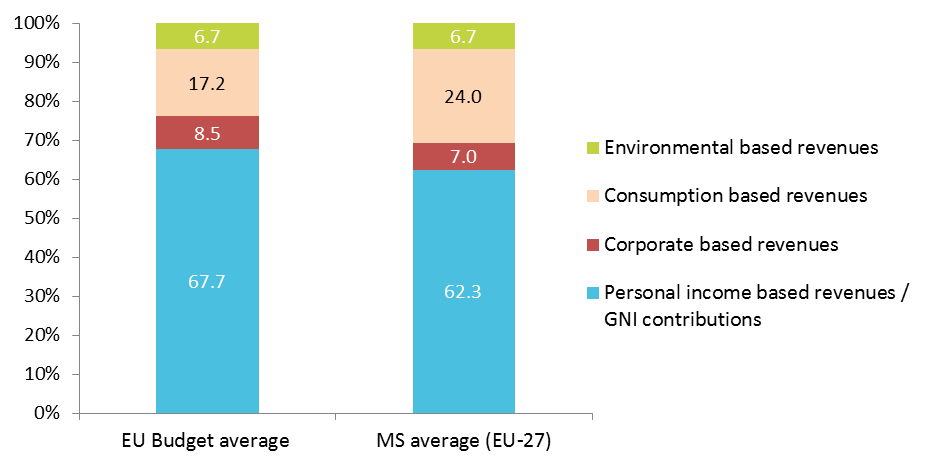 100%
90%
80%
70%
60%
50%
40%
30%
20%
10%
0%
6.7
17.2
8.5
67.7
6.7
24.0
7.0
62.3
EU Budget average
MS average (EU-27)
Environmental based revenues
Consumption based revenues
Corporate based revenues
Personal income based revenues /
GNI contributions